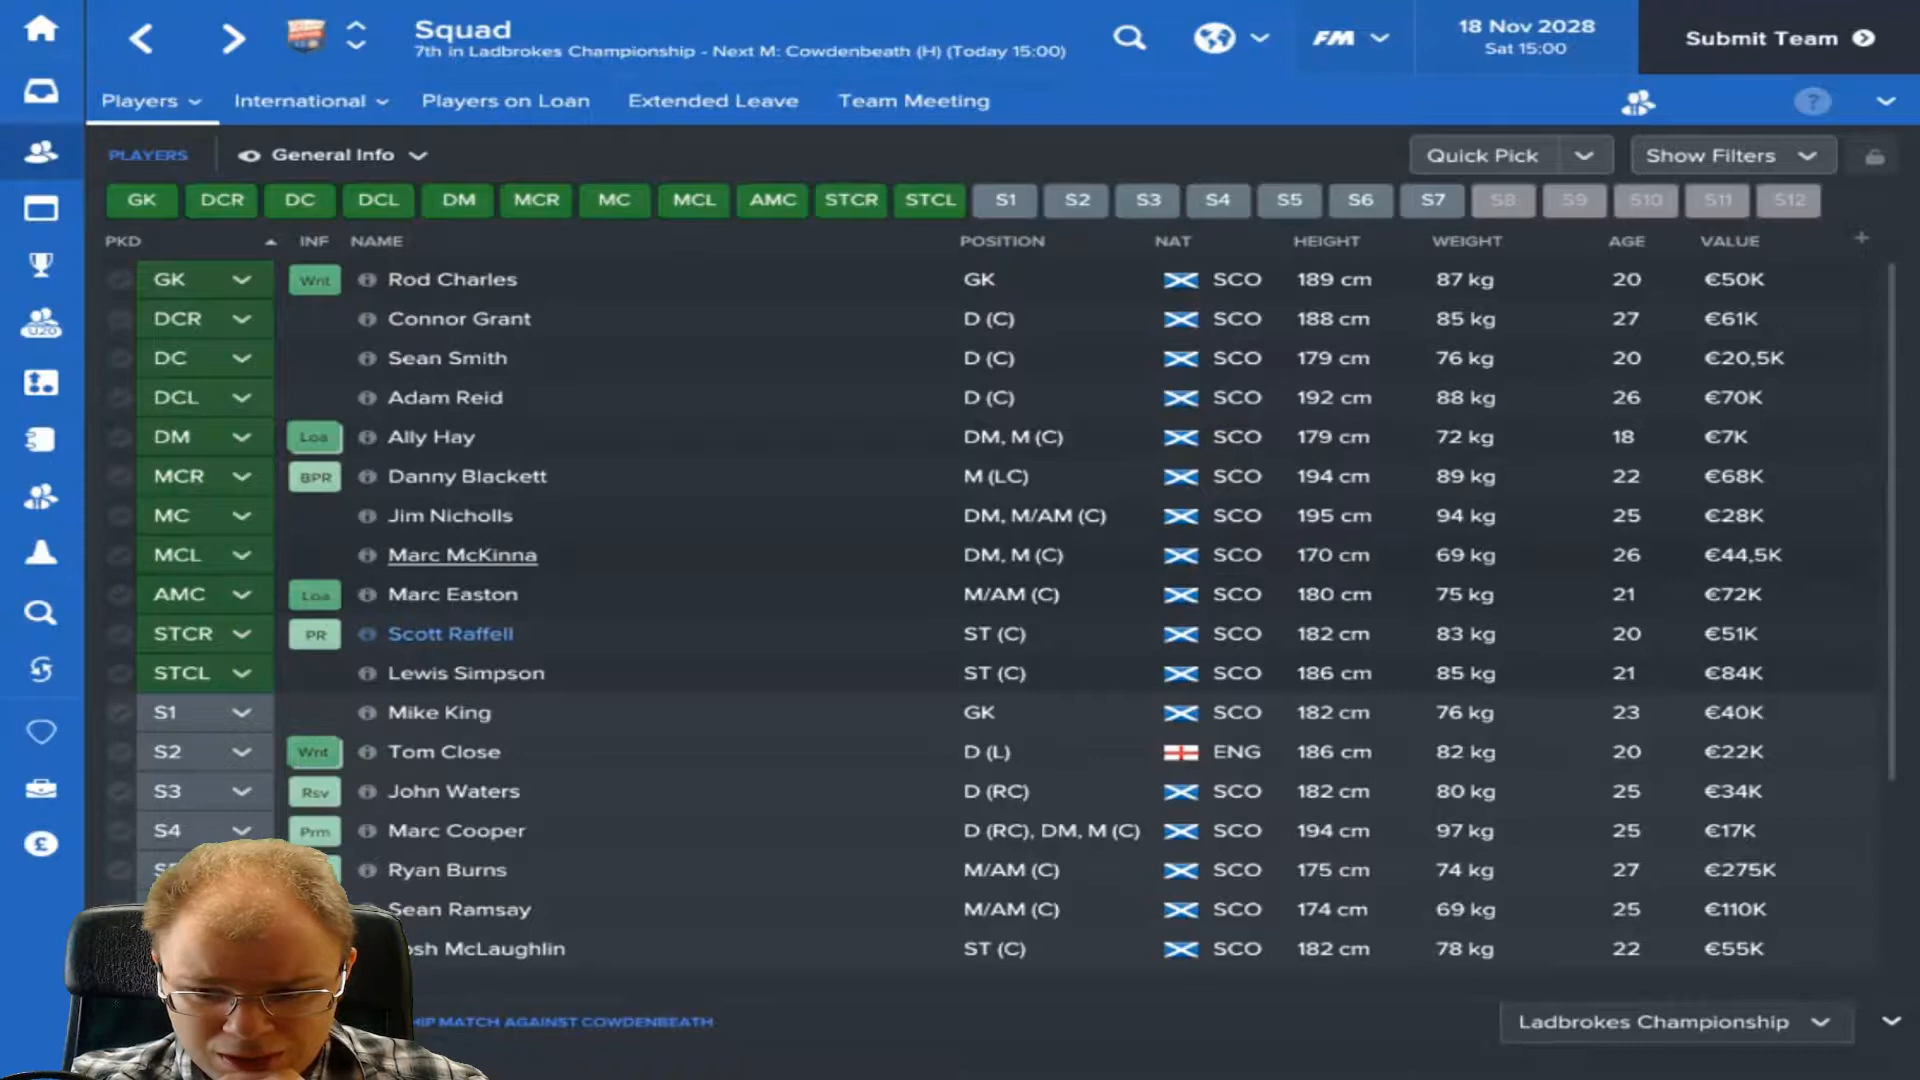 Squad
7th in Ladbrokes Championship - Next M: Cowdenbeath (H) (Today 15:00)
FM
18 Nov 2028
Sat 15:00
Submit Team
Players
International
Players on Loan
Extended Leave
Team Meeting
?
PLAYERS
General Info
Quick Pick
Show Filters
GK DCR DC DCL DM MCR MC MCL AMC STCR STCL S1 S2 S3 S4 S5 S6 S7 S8 S9 S10 S11 S12
PKD INF NAME POSITION NAT HEIGHT WEIGHT AGE VALUE
GK Wnt Rod Charles GK SCO 189 cm 87 kg 20 €50K
DCR Connor Grant D (C) SCO 188 cm 85 kg 27 €61K
DC Sean Smith D (C) SCO 179 cm 76 kg 20 €20,5K
DCL Adam Reid D (C) SCO 192 cm 88 kg 26 €70K
DM Loa Ally Hay DM, M (C) SCO 179 cm 72 kg 18 €7K
MCR BPR Danny Blackett M (LC) SCO 194 cm 89 kg 22 €68K
MC Jim Nicholls DM, M/AM (C) SCO 195 cm 94 kg 25 €28K
MCL Marc McKinna DM, M (C) SCO 170 cm 69 kg 26 €44,5K
AMC Loa Marc Easton M/AM (C) SCO 180 cm 75 kg 21 €72K
STCR PR Scott Raffell ST (C) SCO 182 cm 83 kg 20 €51K
STCL Lewis Simpson ST (C) SCO 186 cm 85 kg 21 €84K
S1 Mike King GK SCO 182 cm 76 kg 23 €40K
S2 Wnt Tom Close D (L) ENG 186 cm 82 kg 20 €22K
S3 Rsv John Waters D (RC) SCO 182 cm 80 kg 25 €34K
S4 Prm Marc Cooper D (RC), DM, M (C) SCO 194 cm 97 kg 25 €17K
Ryan Burns M/AM (C) SCO 175 cm 74 kg 27 €275K
Sean Ramsay M/AM (C) SCO 174 cm 69 kg 25 €110K
osh McLaughlin ST (C) SCO 182 cm 78 kg 22 €55K
HIP MATCH AGAINST COWDENBEATH
Ladbrokes Championship
U20
£